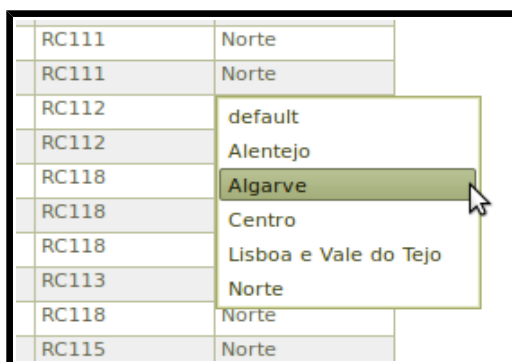 RC111 Norte
RC111 Norte
RC112
default
RC112
Alentejo
RC118
Algarve
RC118
Centro
RC118
Lisboa e Vale do Tejo
RC113
Norte
RC118 Norte
RC115 Norte